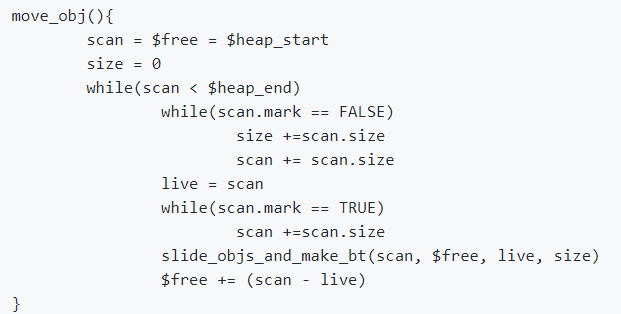 move_obj(){
        scan = $free = $heap_start
        size = 0
        while(scan < $heap_end)
                while(scan.mark == FALSE)
                        size +=scan.size
                        scan += scan.size
                live = scan
                while(scan.mark == TRUE)
                        scan +=scan.size
                slide_objs_and_make_bt(scan, $free, live, size)
                $free += (scan - live)
}